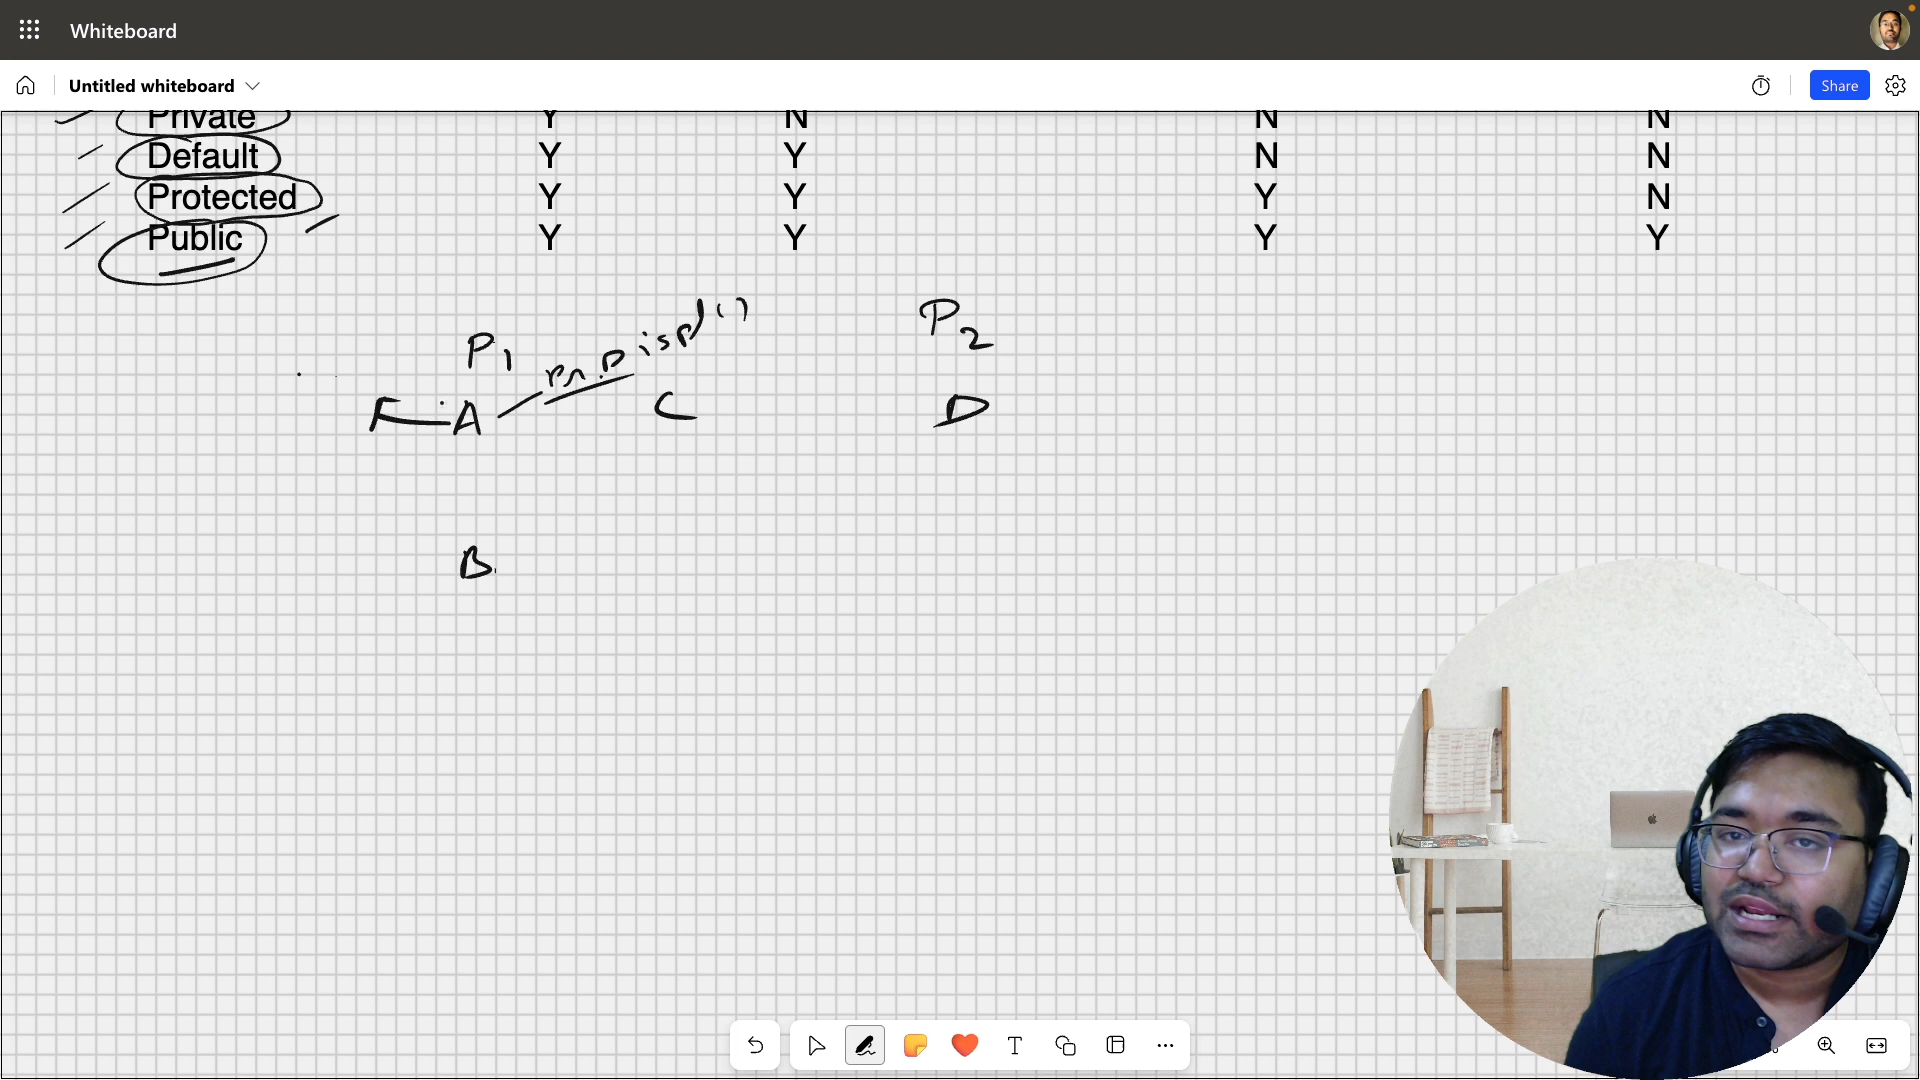 Whiteboard
Untitled whiteboard
Share
Private Y N N N
Default Y Y N N
Protected Y Y Y N
Public Y Y Y Y
P1 P2
A C D
B